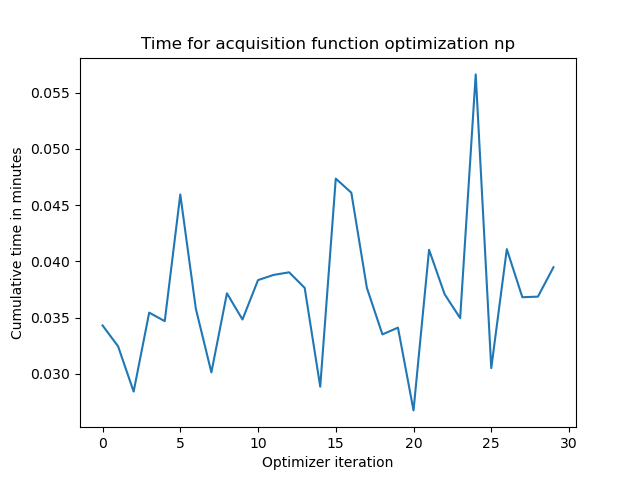 Time for acquisition function optimization np
Cumulative time in minutes
0.055
0.050
0.045
0.040
0.035
0.030
0 5 10 15 20 25 30
Optimizer iteration